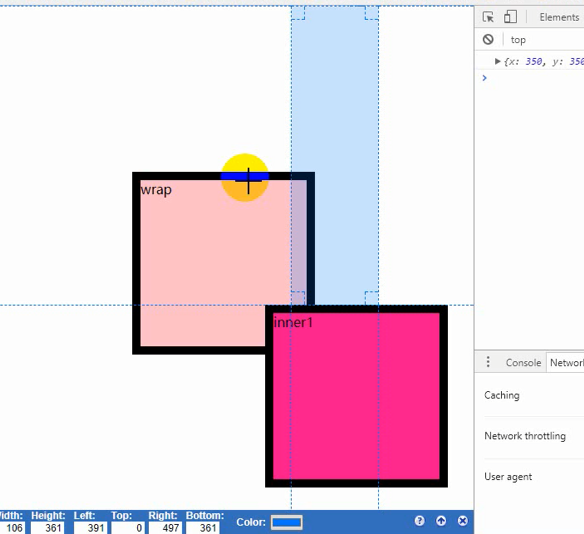 Elements
top
{x: 350, y: 350
wrap
inner1
Console Networ
Caching
Network throttling
User agent
Width: Height: Left: Top: Right: Bottom:
106 361 391 0 497 361 Color: